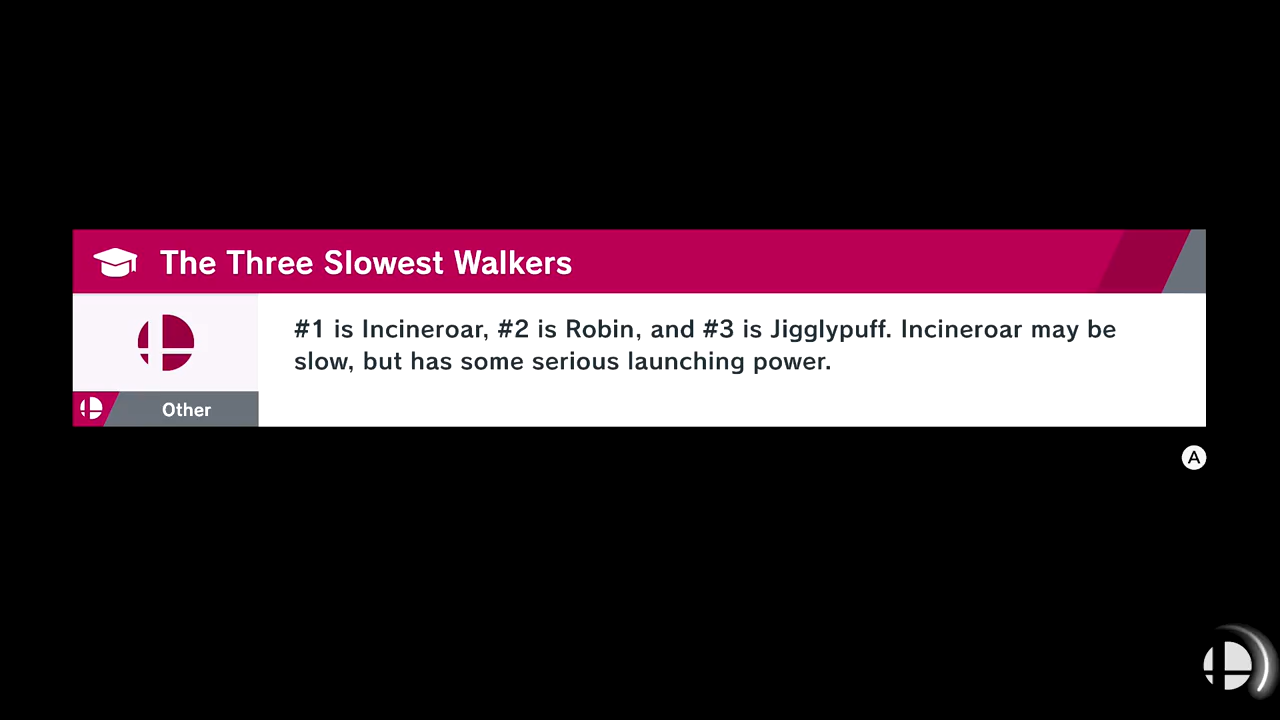 The Three Slowest Walkers
#1 is Incineroar, #2 is Robin, and #3 is Jigglypuff. Incineroar may be
slow, but has some serious launching power.
Other
A